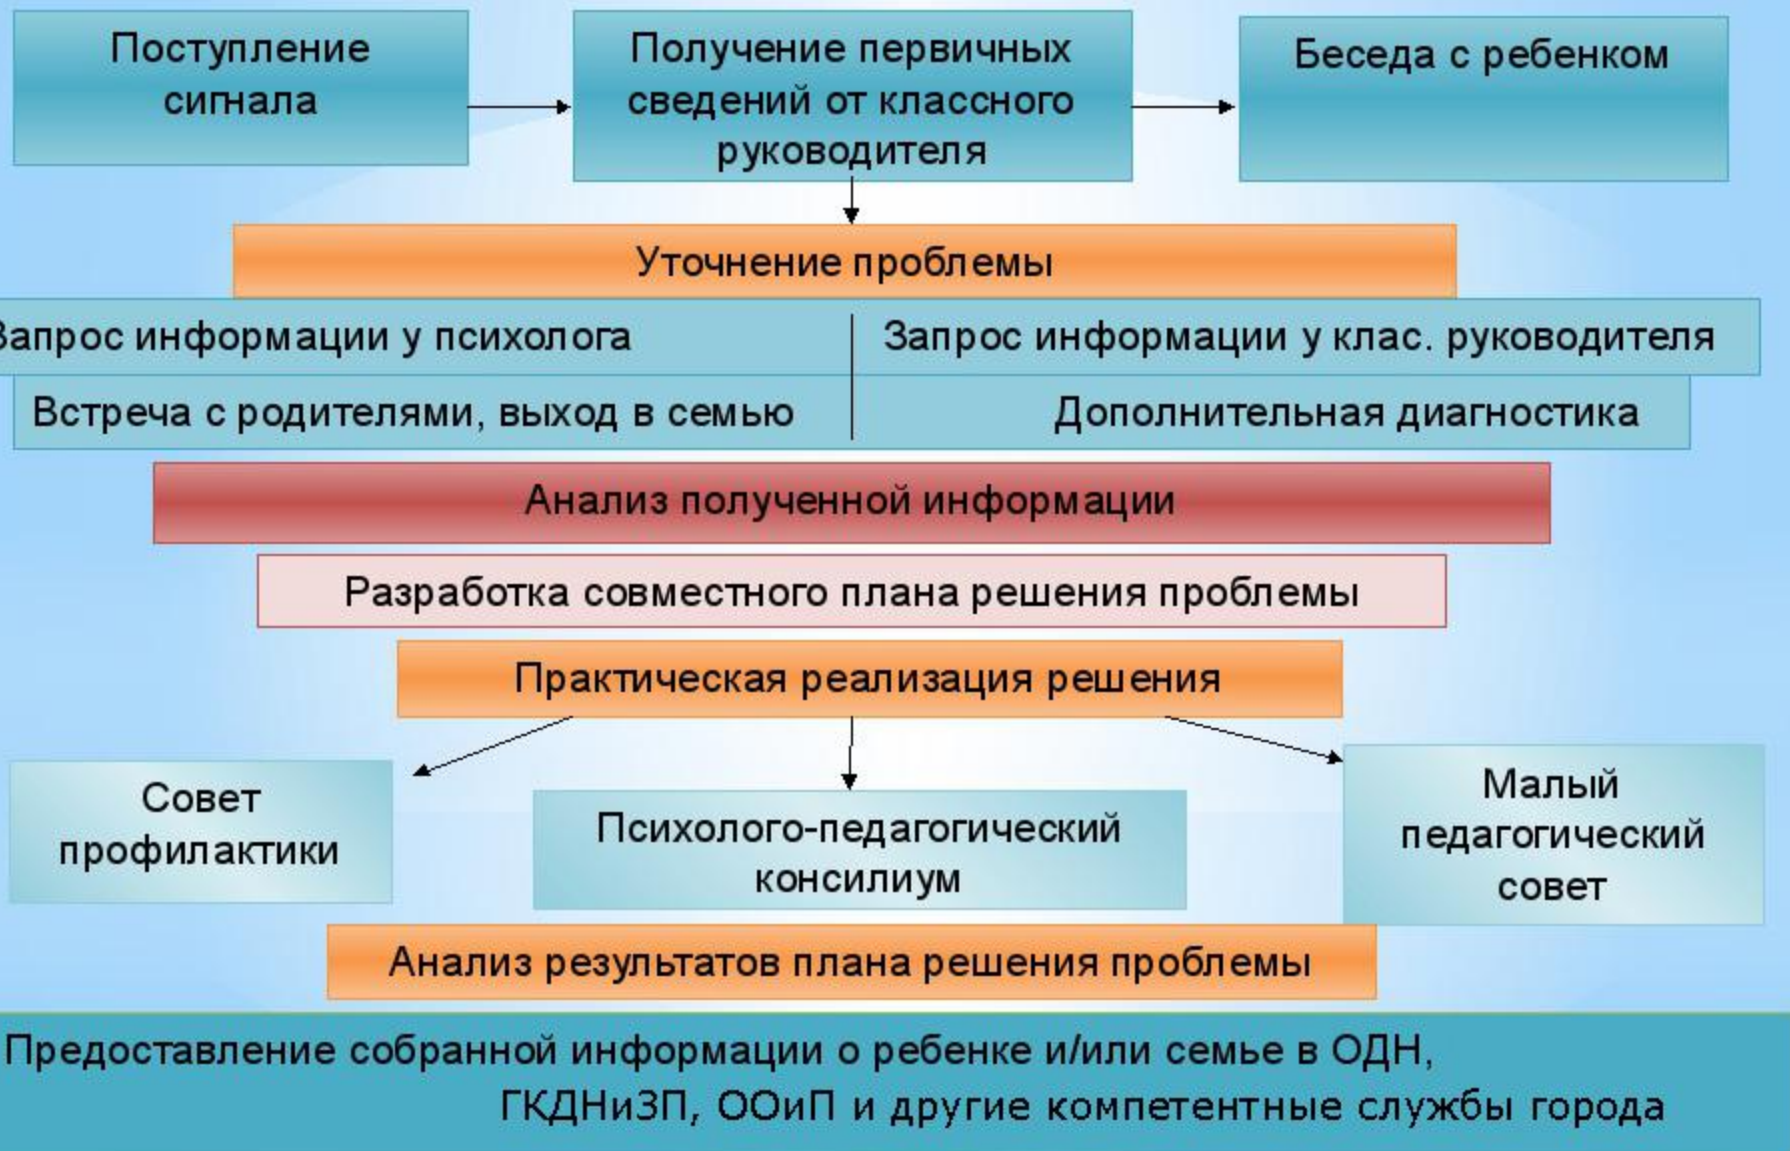 Поступление
сигнала
Получение первичных
сведений от классного
руководителя
Беседа с ребенком
Уточнение проблемы
Запрос информации у психолога
Запрос информации у клас. руководителя
Встреча с родителями, выход в семью
Дополнительная диагностика
Анализ полученной информации
Разработка совместного плана решения проблемы
Практическая реализация решения
Совет
профилактики
Психолого-педагогический
консилиум
Малый
педагогический
совет
Анализ результатов плана решения проблемы
Предоставление собранной информации о ребенке и/или семье в ОДН,
ГКДНиЗП, ООиП и другие компетентные службы города